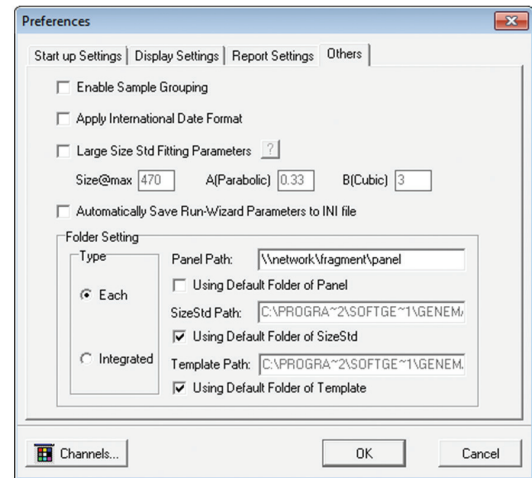 Preferences
Start up Settings Display Settings Report Settings Others
Enable Sample Grouping
Apply International Date Format
Large Size Std Fitting Parameters ?
Size@max 470 A(Parabolic) 0.33 B(Cubic) 3
Automatically Save Run-Wizard Parameters to INI file
Folder Setting
Type
Each
Integrated
Panel Path: \\network\fragment\panel
Using Default Folder of Panel
SizeStd Path: C:\PROGRA~2\SOFTGE~1\GENEMA
Using Default Folder of SizeStd
Template Path: C:\PROGRA~2\SOFTGE~1\GENEM
Using Default Folder of Template
Channels... OK Cancel